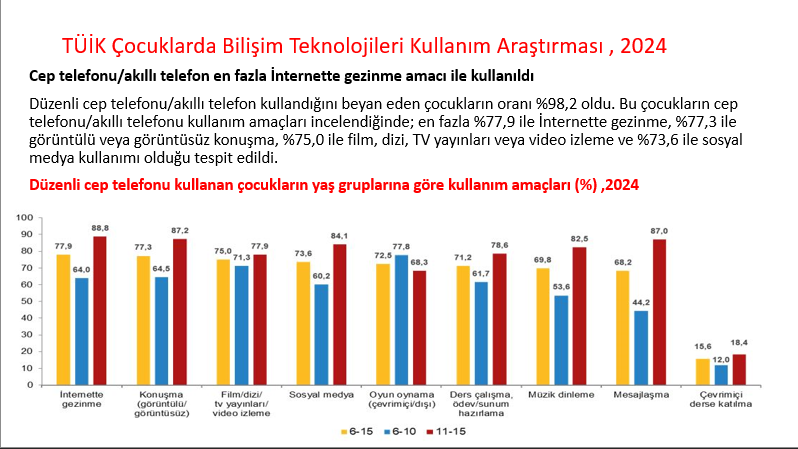 TÜİK Çocuklarda Bilişim Teknolojileri Kullanım Araştırması , 2024
Cep telefonu/akıllı telefon en fazla İnternette gezinme amacı ile kullanıldı
Düzenli cep telefonu/akıllı telefon kullandığını beyan eden çocukların oranı %98,2 oldu. Bu çocukların cep
telefonu/akıllı telefonu kullanım amaçları incelendiğinde; en fazla %77,9 ile İnternette gezinme, %77,3 ile
görüntülü veya görüntüsüz konuşma, %75,0 ile film, dizi, TV yayınları veya video izleme ve %73,6 ile sosyal
medya kullanımı olduğu tespit edildi.
Düzenli cep telefonu kullanan çocukların yaş gruplarına göre kullanım amaçları (%) ,2024
100
90
80
70
60
50
40
30
20
10
0
77,9 64,0 88,8
77,3 64,5 87,2
75,0 71,3 77,9
73,6 60,2 84,1
72,5 77,8 68,3
71,2 61,7 78,6
69,8 53,6 82,5
68,2 44,2 87,0
15,6 12,0 18,4
İnternette
gezinme
Konuşma
(görüntülü/
görüntüsüz)
Film/dizi/
tv yayınları/
video izleme
Sosyal medya
Oyun oynama
(çevrimiçi/dışı)
Ders çalışma,
ödev/sunum
hazırlama
Müzik dinleme
Mesajlaşma
Çevrimiçi
derse katılma
6-15 6-10 11-15